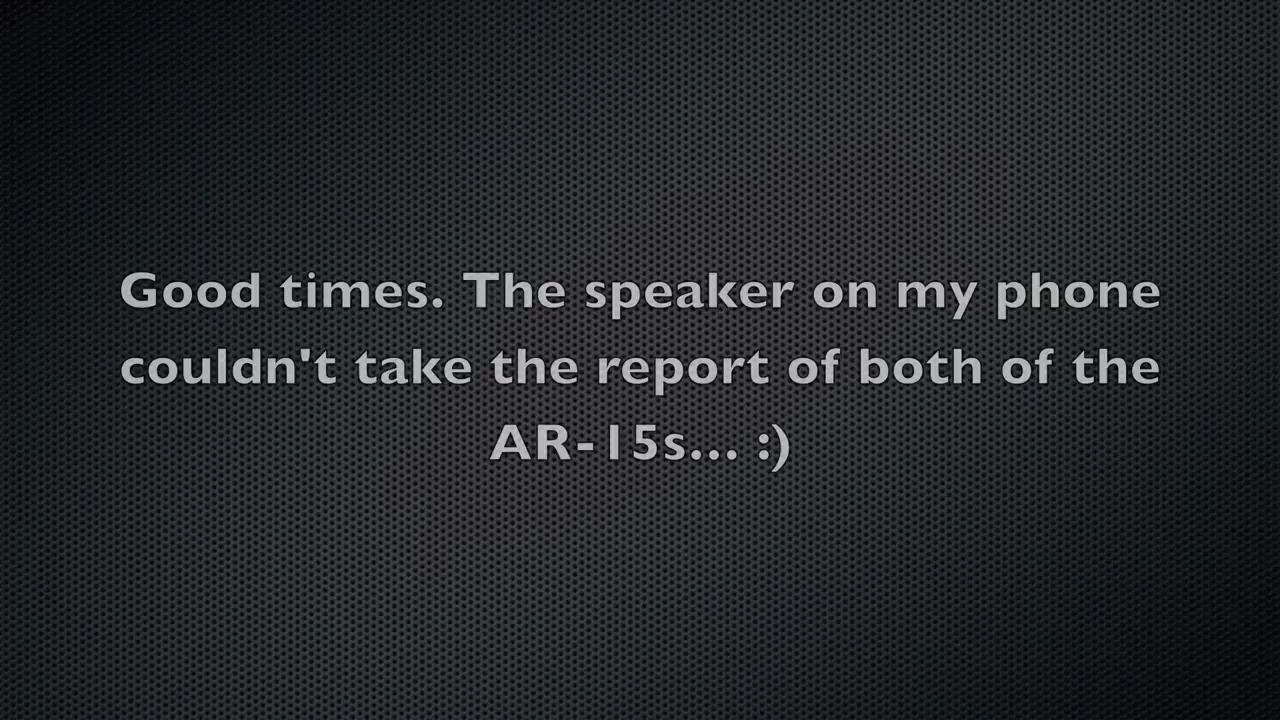 Good times. The speaker on my phone
couldn't take the report of both of the
AR-15s... :)